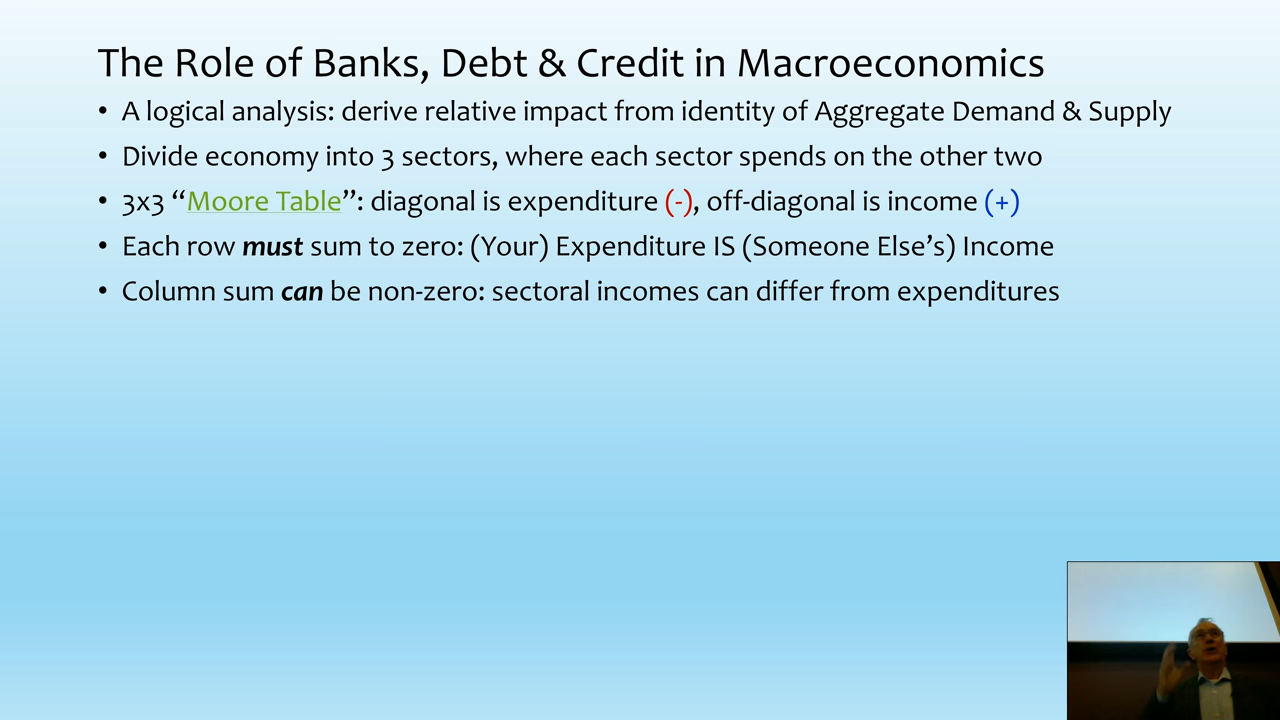 The Role of Banks, Debt & Credit in Macroeconomics
• A logical analysis: derive relative impact from identity of Aggregate Demand & Supply
• Divide economy into 3 sectors, where each sector spends on the other two
• 3x3 “Moore Table”: diagonal is expenditure (-), off-diagonal is income (+)
• Each row must sum to zero: (Your) Expenditure IS (Someone Else’s) Income
• Column sum can be non-zero: sectoral incomes can differ from expenditures